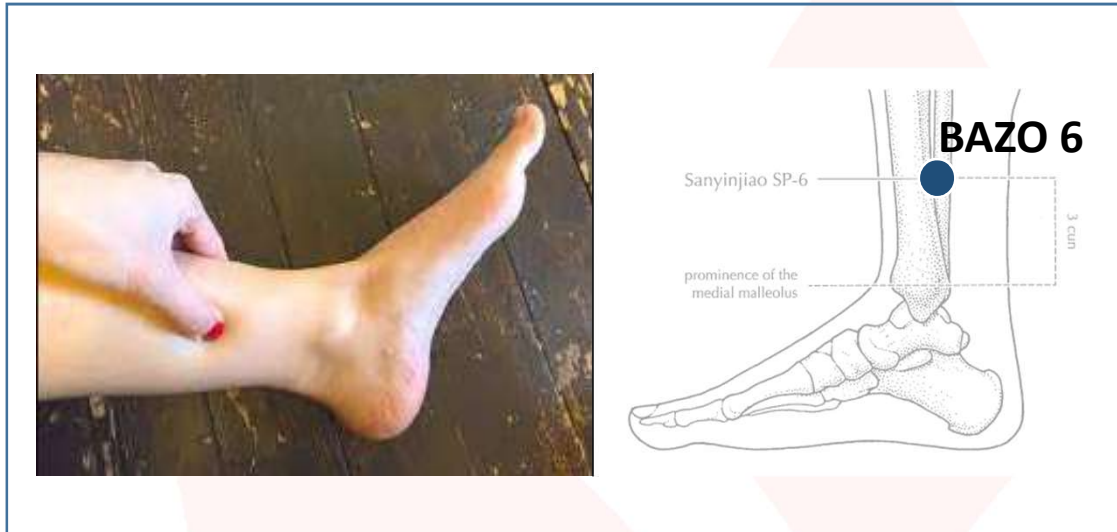 BAZO 6
Sanyinjiao SP-6
3 cun
prominence of the
medial malleolus